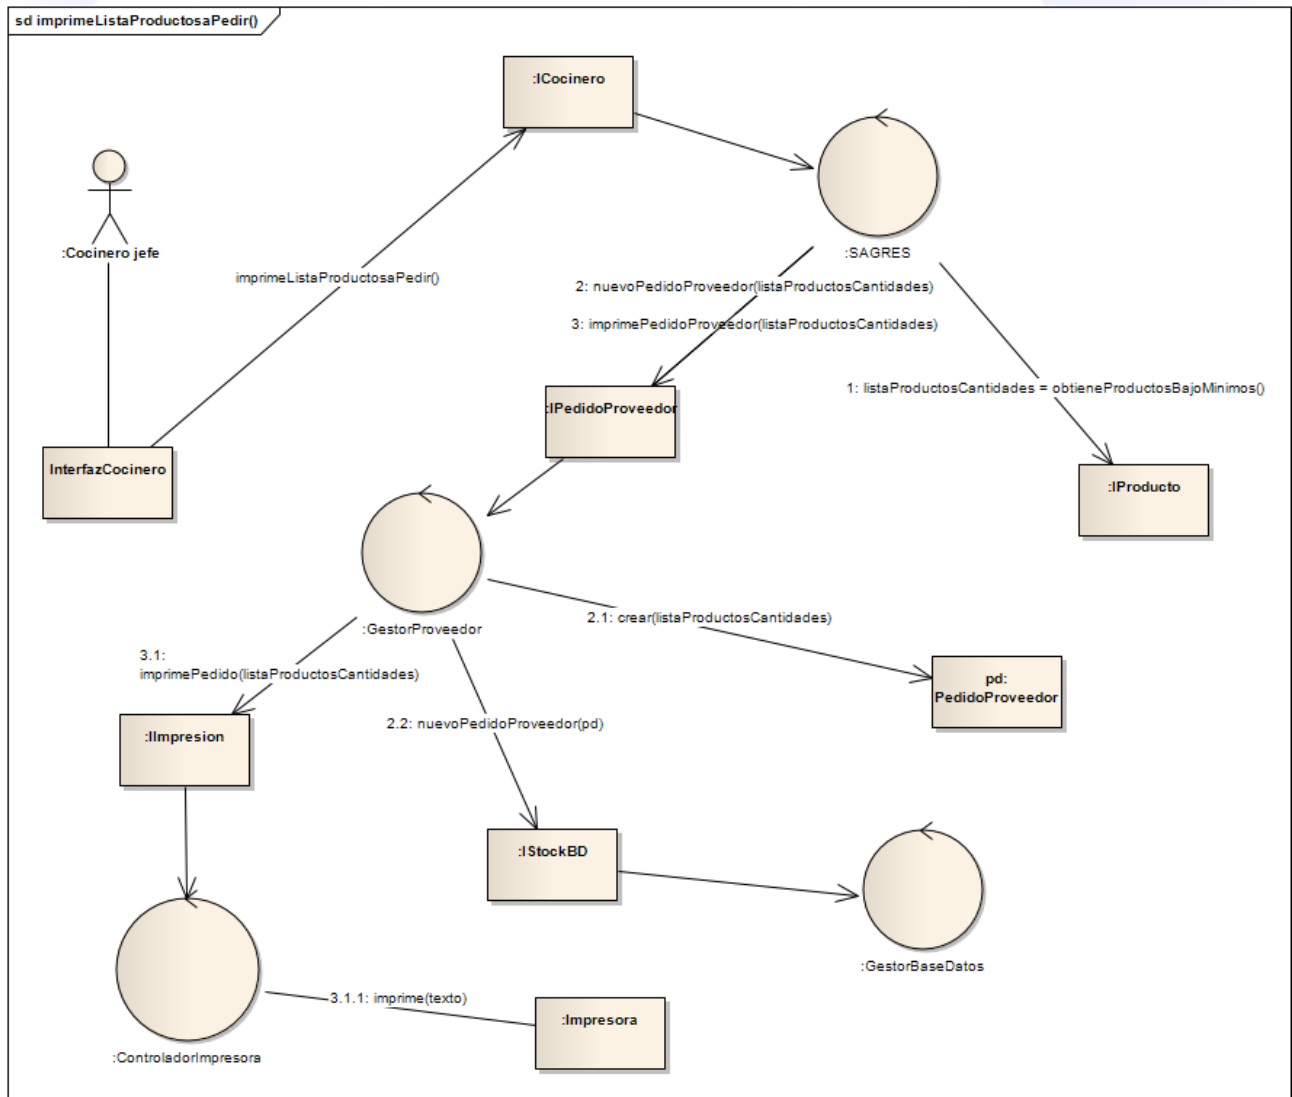 sd imprimeListaProductosaPedir()
:ICocinero
:Cocinero jefe
:SAGRES
imprimeListaProductosaPedir()
2: nuevoPedidoProveedor(listaProductosCantidades)
3: imprimePedidoProveedor(listaProductosCantidades)
1: listaProductosCantidades = obtieneProductosBajoMinimos()
:IPedidoProveedor
InterfazCocinero
:IProducto
:GestorProveedor
2.1: crear(listaProductosCantidades)
3.1:
imprimePedido(listaProductosCantidades)
pd:
PedidoProveedor
2.2: nuevoPedidoProveedor(pd)
:IImpresion
:IStockBD
:GestorBaseDatos
3.1.1: imprime(texto)
:Impresora
:ControladorImpresora